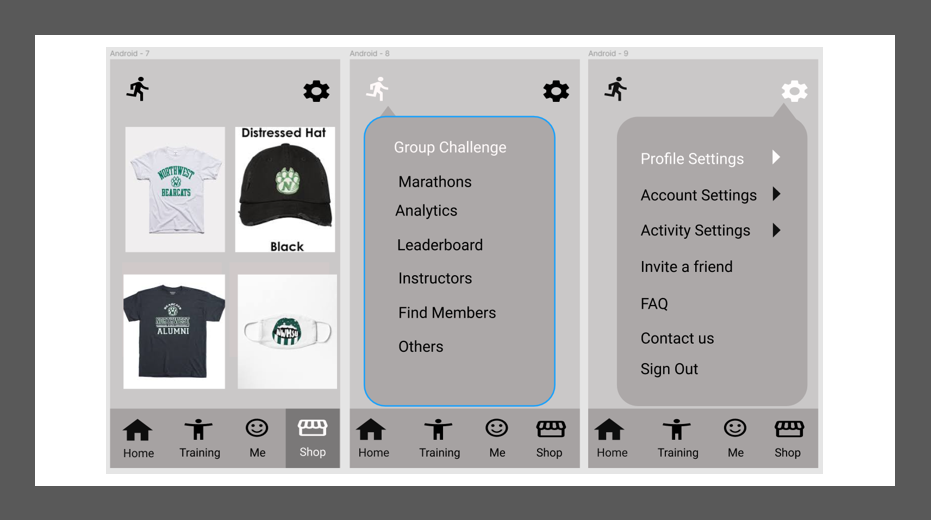 Android - 7
NORTHWEST
BEARCATS
Distressed Hat
N
Black
ALUMNI
NWMSU
Home
Training
Me
Shop
Android - 8
Group Challenge
Marathons
Analytics
Leaderboard
Instructors
Find Members
Others
Home
Training
Me
Shop
Android - 9
Profile Settings
Account Settings
Activity Settings
Invite a friend
FAQ
Contact us
Sign Out
Home
Training
Me
Shop